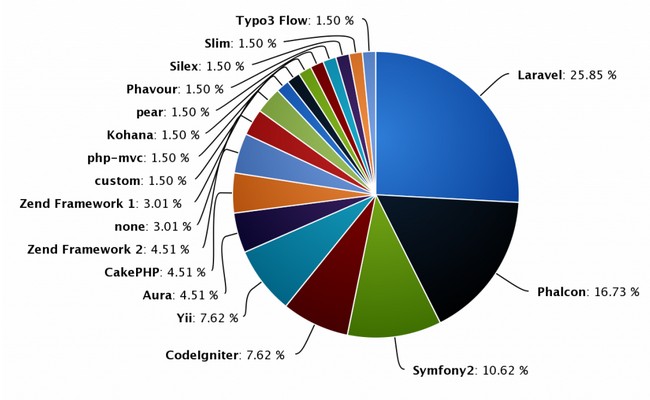 Typo3 Flow: 1.50 %
Slim: 1.50 %
Silex: 1.50 %
Phavour: 1.50 %
pear: 1.50 %
Kohana: 1.50 %
php-mvc: 1.50 %
custom: 1.50 %
Zend Framework 1: 3.01 %
none: 3.01 %
Zend Framework 2: 4.51 %
CakePHP: 4.51 %
Aura: 4.51 %
Yii: 7.62 %
CodeIgniter: 7.62 %
Symfony2: 10.62 %
Phalcon: 16.73 %
Laravel: 25.85 %